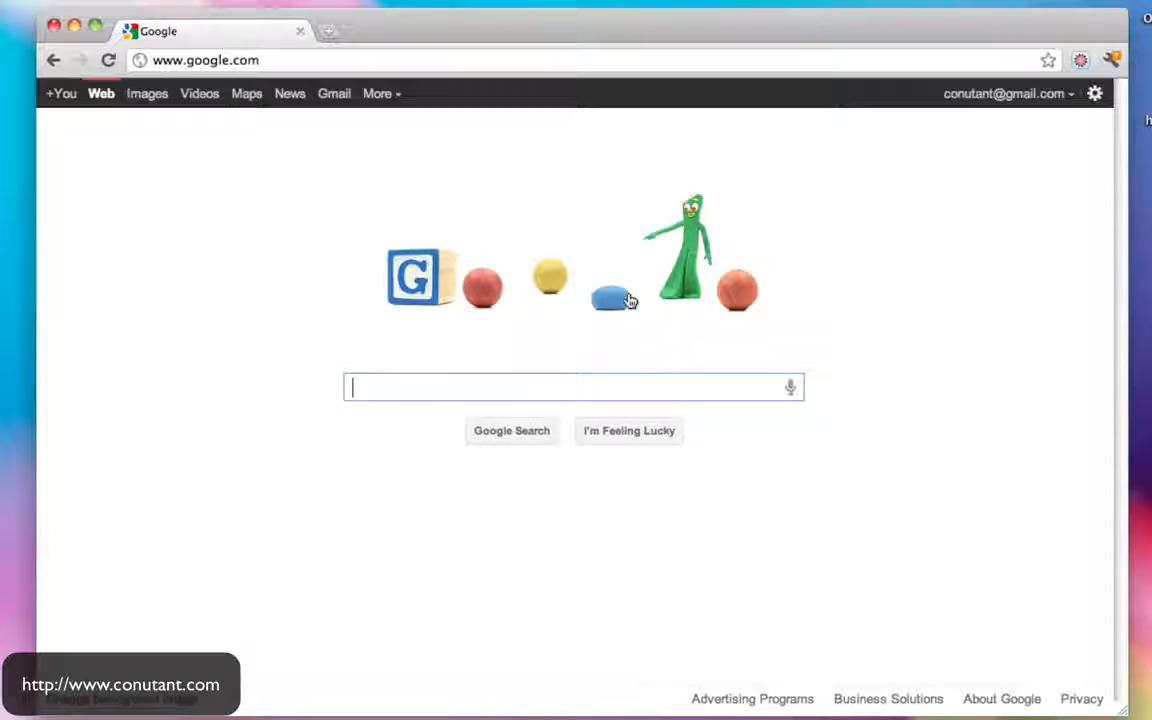 Google
www.google.com
+You Web Images Videos Maps News Gmail More conutant@gmail.com
G
Google Search I'm Feeling Lucky
http://www.conutant.com
Advertising Programs Business Solutions About Google Privacy